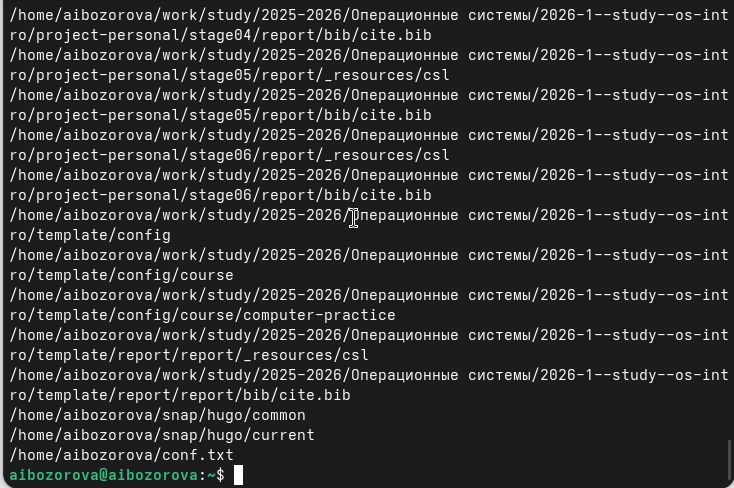 /home/aibozorova/work/study/2025-2026/Операционные системы/2026-1--study--os-int
ro/project-personal/stage04/report/bib/cite.bib
/home/aibozorova/work/study/2025-2026/Операционные системы/2026-1--study--os-int
ro/project-personal/stage05/report/_resources/csl
/home/aibozorova/work/study/2025-2026/Операционные системы/2026-1--study--os-int
ro/project-personal/stage05/report/bib/cite.bib
/home/aibozorova/work/study/2025-2026/Операционные системы/2026-1--study--os-int
ro/project-personal/stage06/report/_resources/csl
/home/aibozorova/work/study/2025-2026/Операционные системы/2026-1--study--os-int
ro/project-personal/stage06/report/bib/cite.bib
/home/aibozorova/work/study/2025-2026/Операционные системы/2026-1--study--os-int
ro/template/config
/home/aibozorova/work/study/2025-2026/Операционные системы/2026-1--study--os-int
ro/template/config/course
/home/aibozorova/work/study/2025-2026/Операционные системы/2026-1--study--os-int
ro/template/config/course/computer-practice
/home/aibozorova/work/study/2025-2026/Операционные системы/2026-1--study--os-int
ro/template/report/report/_resources/csl
/home/aibozorova/work/study/2025-2026/Операционные системы/2026-1--study--os-int
ro/template/report/report/bib/cite.bib
/home/aibozorova/snap/hugo/common
/home/aibozorova/snap/hugo/current
/home/aibozorova/conf.txt
aibozorova@aibozorova:~$